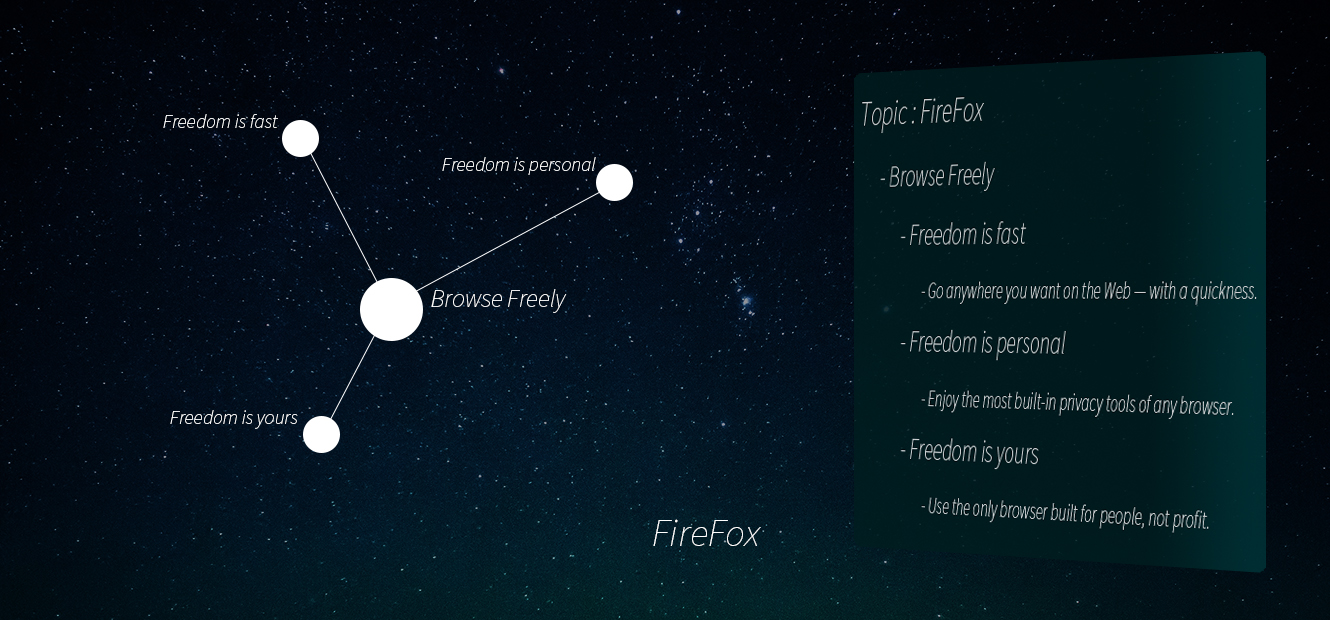 Freedom is fast
Freedom is personal
Browse Freely
Freedom is yours
FireFox
Topic : FireFox
- Browse Freely
- Freedom is fast
- Go anywhere you want on the Web — with a quickness.
- Freedom is personal
- Enjoy the most built-in privacy tools of any browser.
- Freedom is yours
- Use the only browser built for people, not profit.